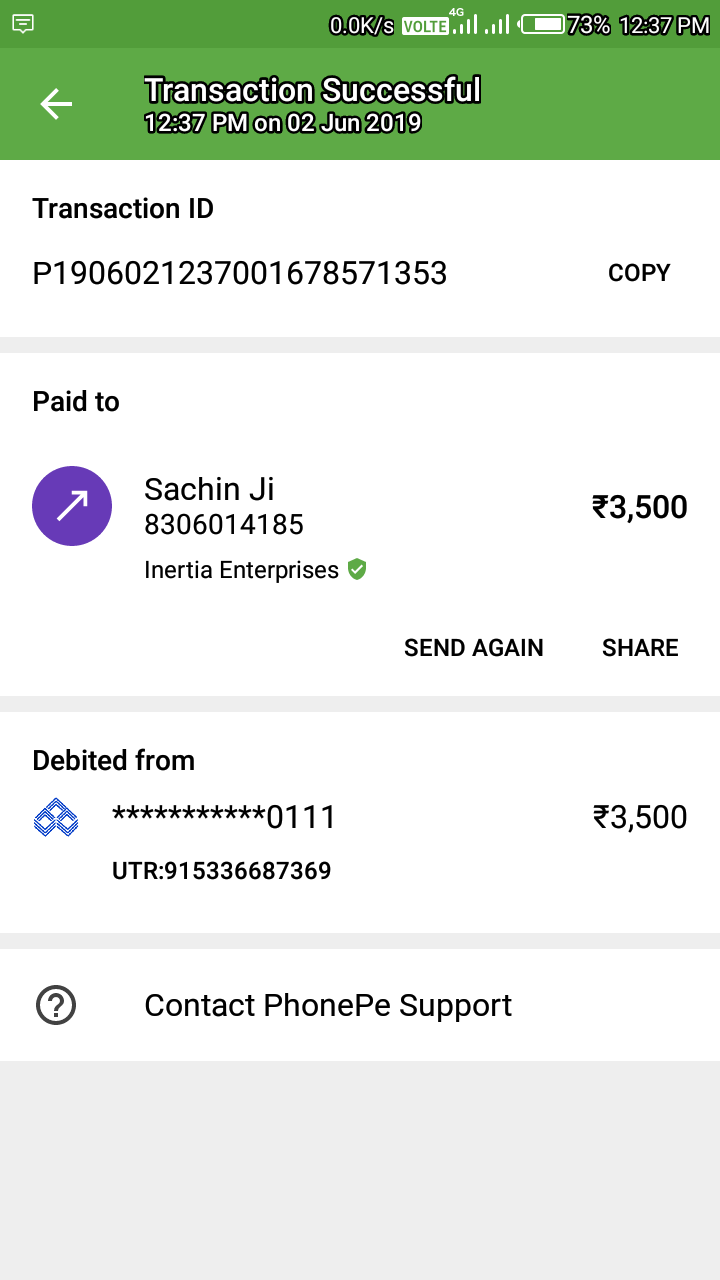 0.0K/s VOLTE 4G 73% 12:37 PM
Transaction Successful
12:37 PM on 02 Jun 2019
Transaction ID
P1906021237001678571353 COPY
Paid to
Sachin Ji
8306014185 ₹3,500
Inertia Enterprises
SEND AGAIN SHARE
Debited from
***********0111 ₹3,500
UTR:915336687369
Contact PhonePe Support